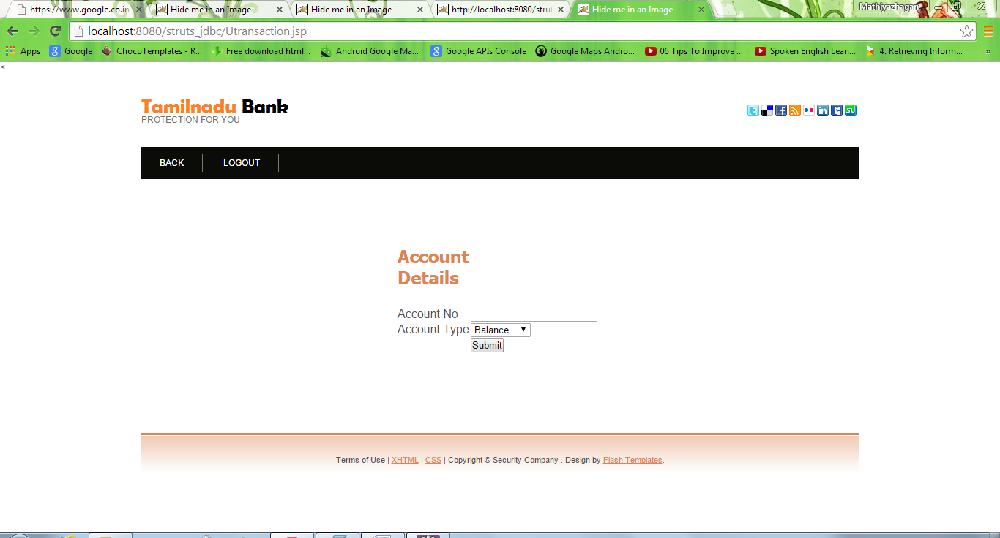 https://www.google.co.in
Hide me in an Image
Hide me in an Image
http://localhost:8080/strut
Hide me in an Image
Mathiyazhagan
localhost:8080/struts_jdbc/Utransaction.jsp
Apps
Google
ChocoTemplates - R...
Free download html...
Android Google Ma...
Google APIs Console
Google Maps Andro...
06 Tips To Improve ...
Spoken English Lean...
4. Retrieving Inform...
»
<
Tamilnadu Bank
PROTECTION FOR YOU
BACK
LOGOUT
Account
Details
Account No
Account Type Balance
Submit
Terms of Use | XHTML | CSS | Copyright © Security Company . Design by Flash Templates.